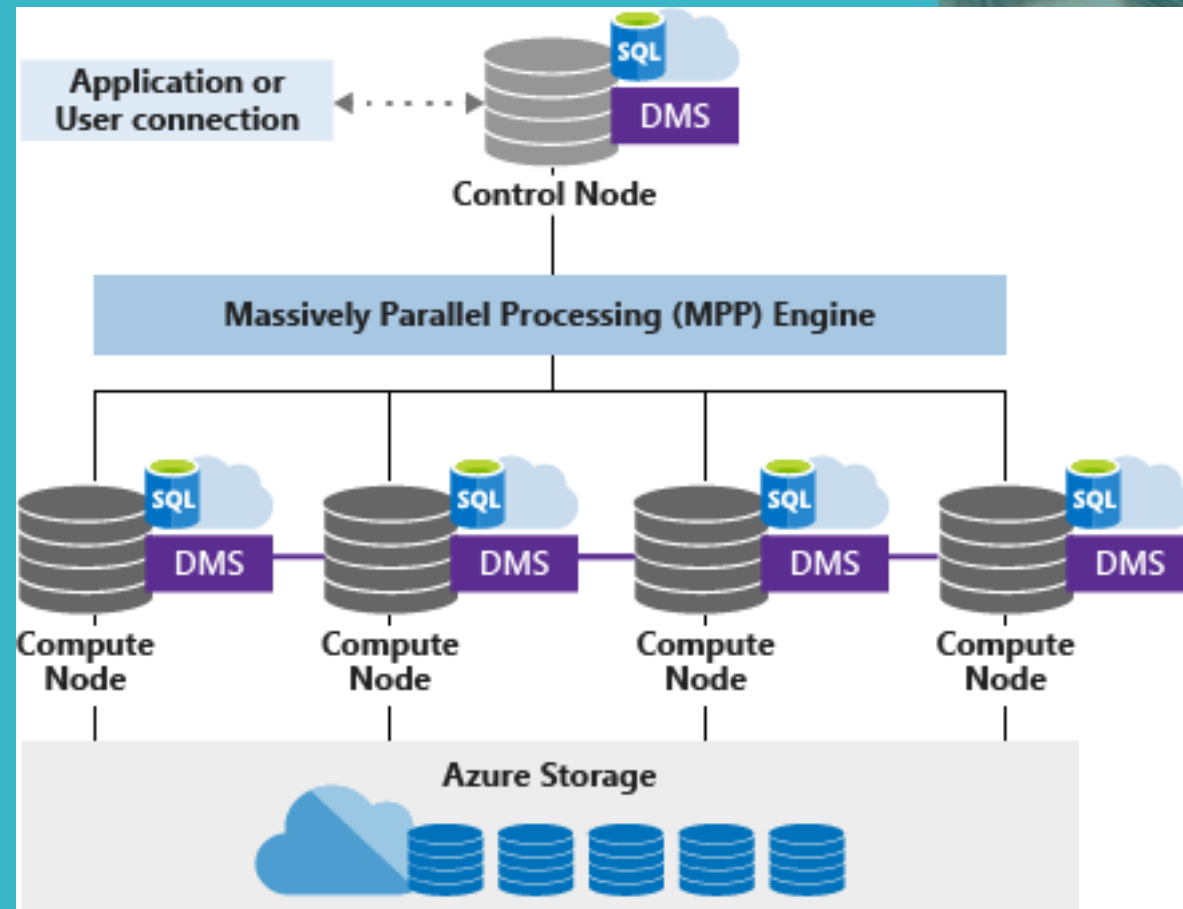 SQL
Application or
User connection
DMS
Control Node
Massively Parallel Processing (MPP) Engine
SQL SQL SQL SQL
DMS DMS DMS DMS
Compute Compute Compute Compute
Node Node Node Node
Azure Storage